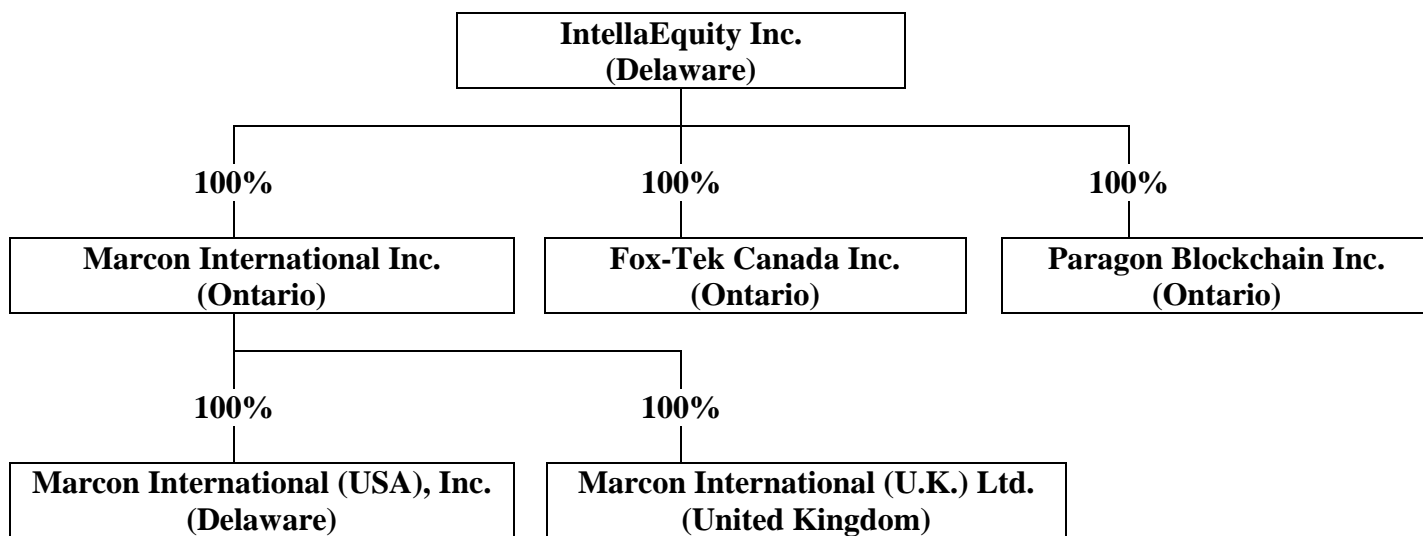 IntellaEquity Inc.
(Delaware)
100%
100%
100%
Marcon International Inc.
(Ontario)
Fox-Tek Canada Inc.
(Ontario)
Paragon Blockchain Inc.
(Ontario)
100%
100%
Marcon International (USA), Inc.
(Delaware)
Marcon International (U.K.) Ltd.
(United Kingdom)